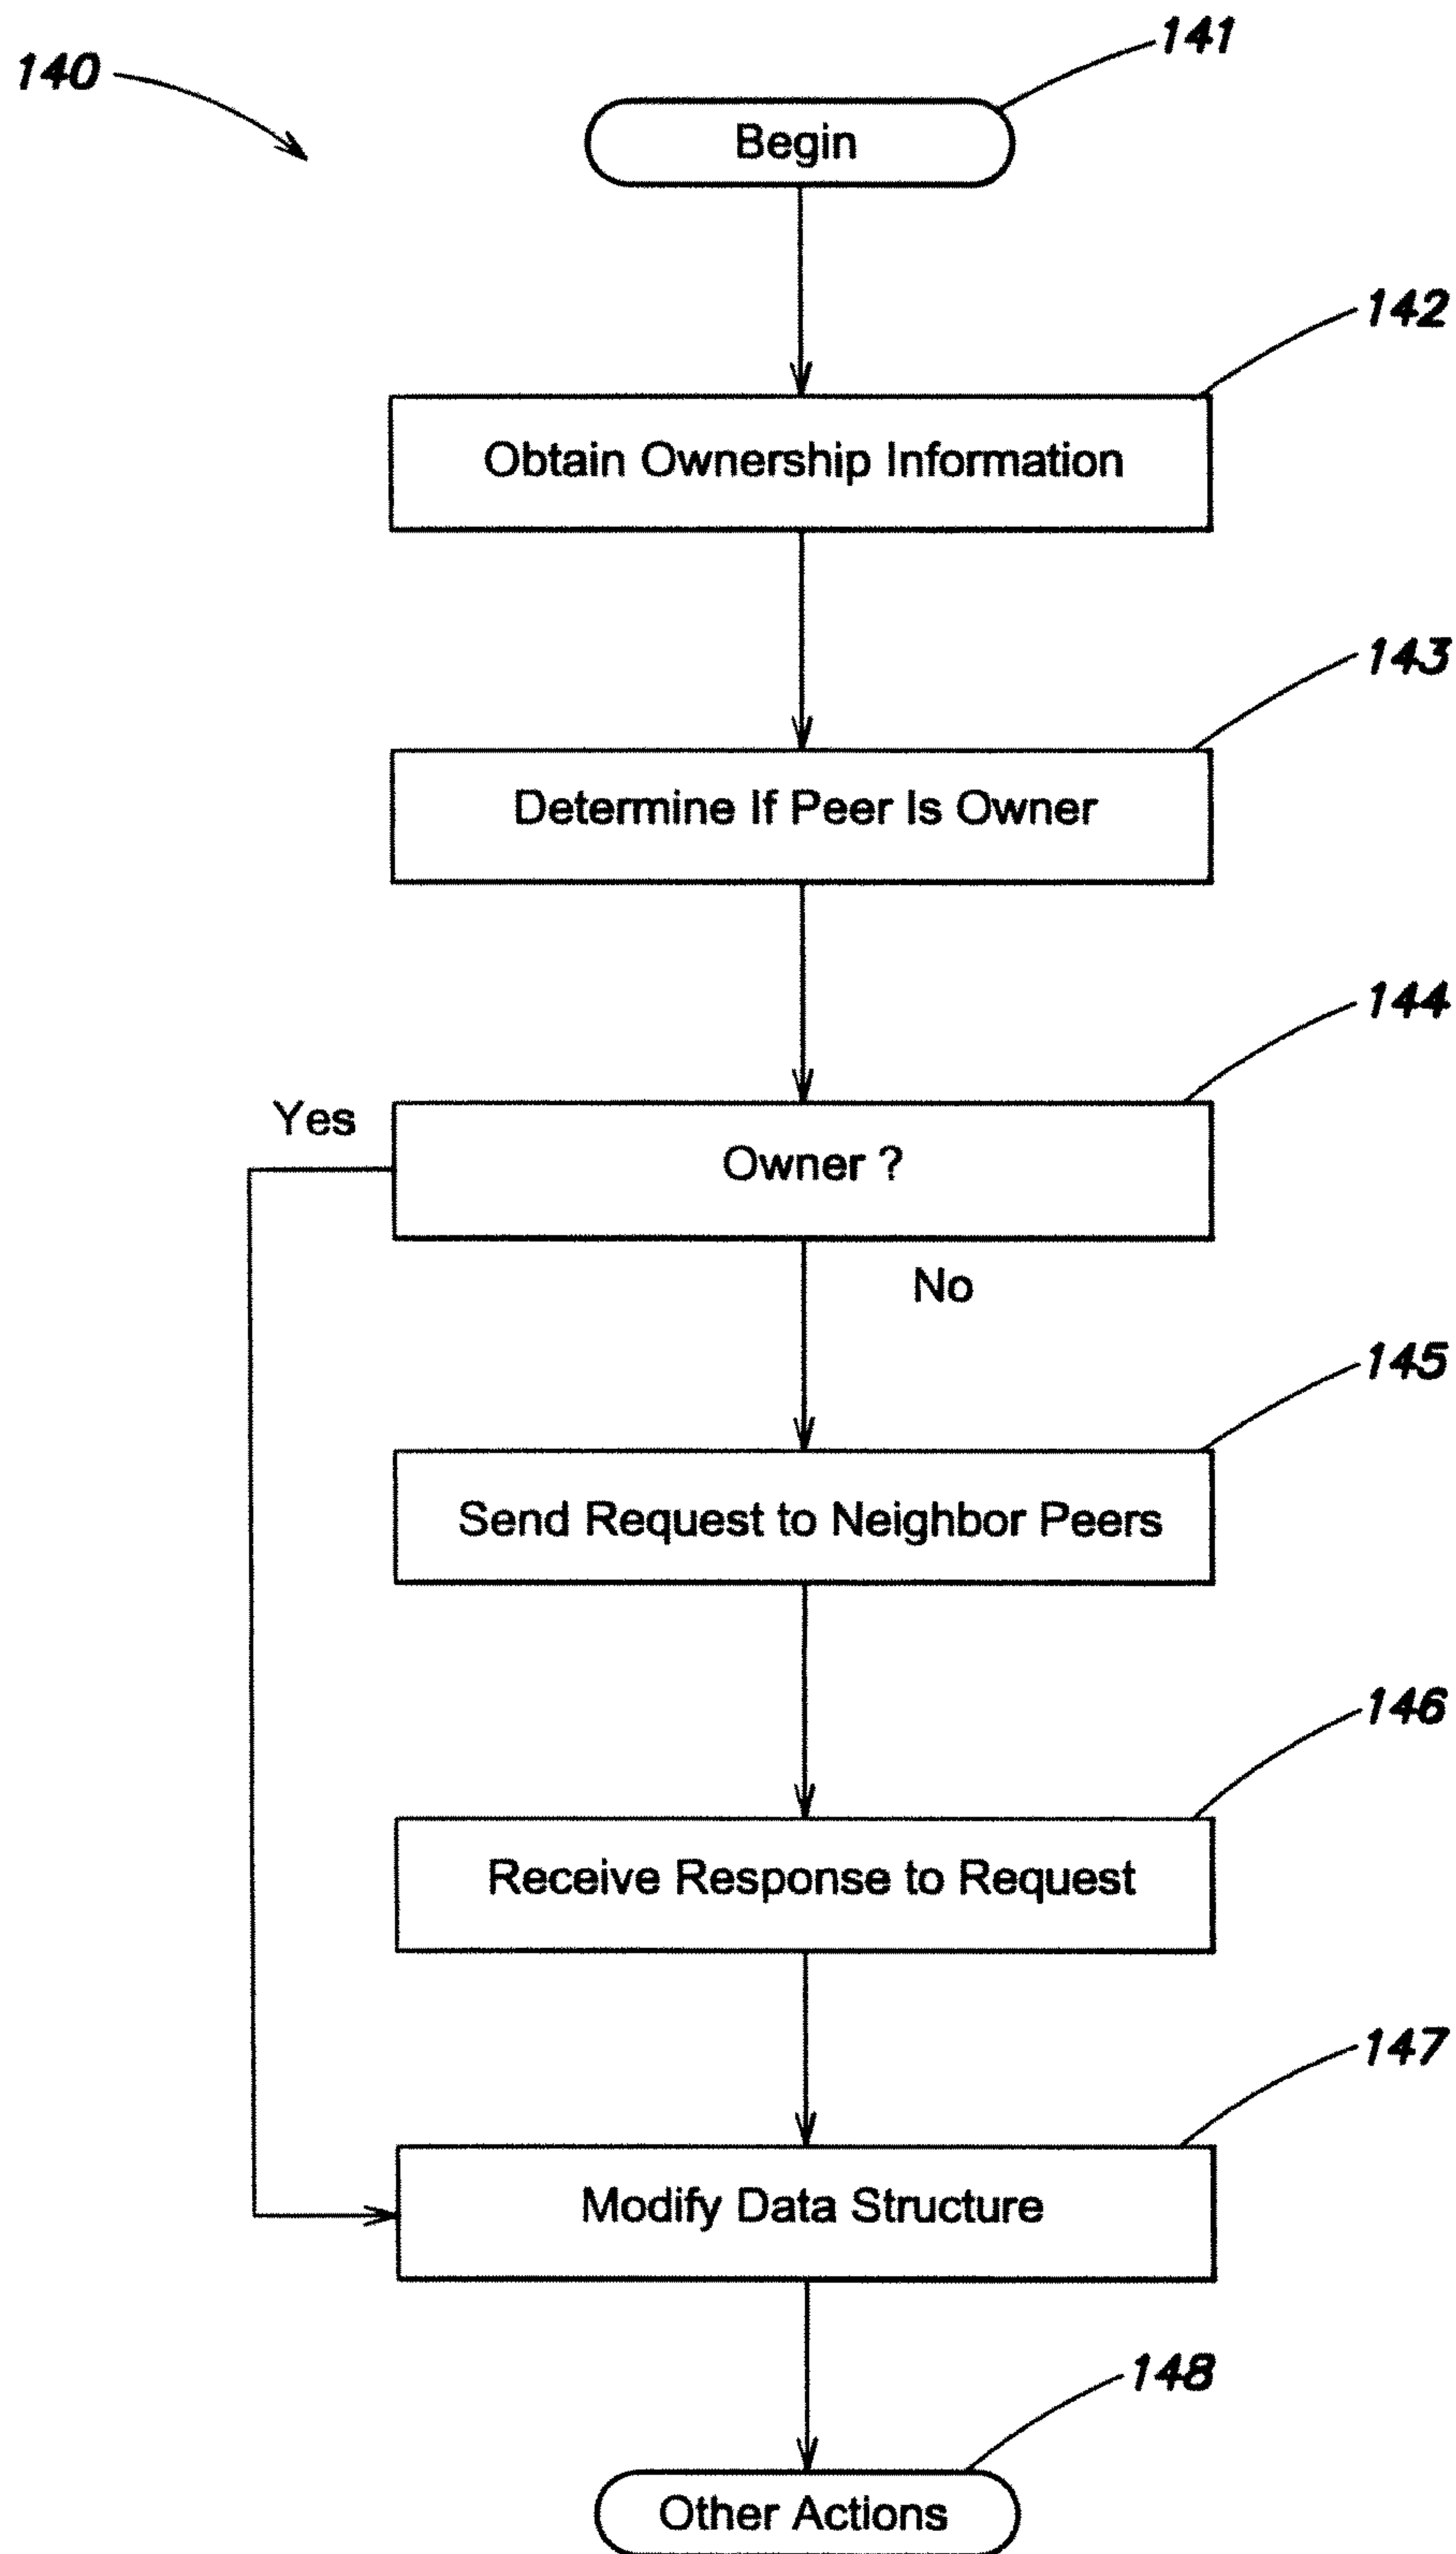 140
141
Begin
142
Obtain Ownership Information
143
Determine If Peer Is Owner
144
Yes
Owner ?
No
145
Send Request to Neighbor Peers
146
Receive Response to Request
147
Modify Data Structure
148
Other Actions